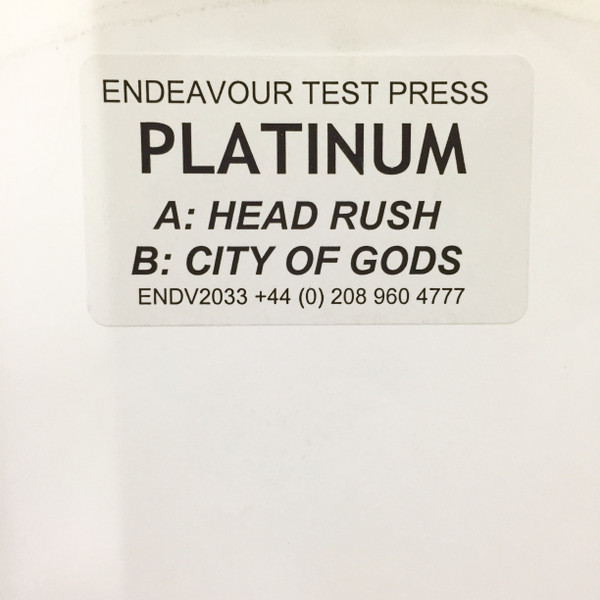 ENDEAVOUR TEST PRESS
PLATINUM
A: HEAD RUSH
B: CITY OF GODS
ENDV2033 +44 (0) 208 960 4777